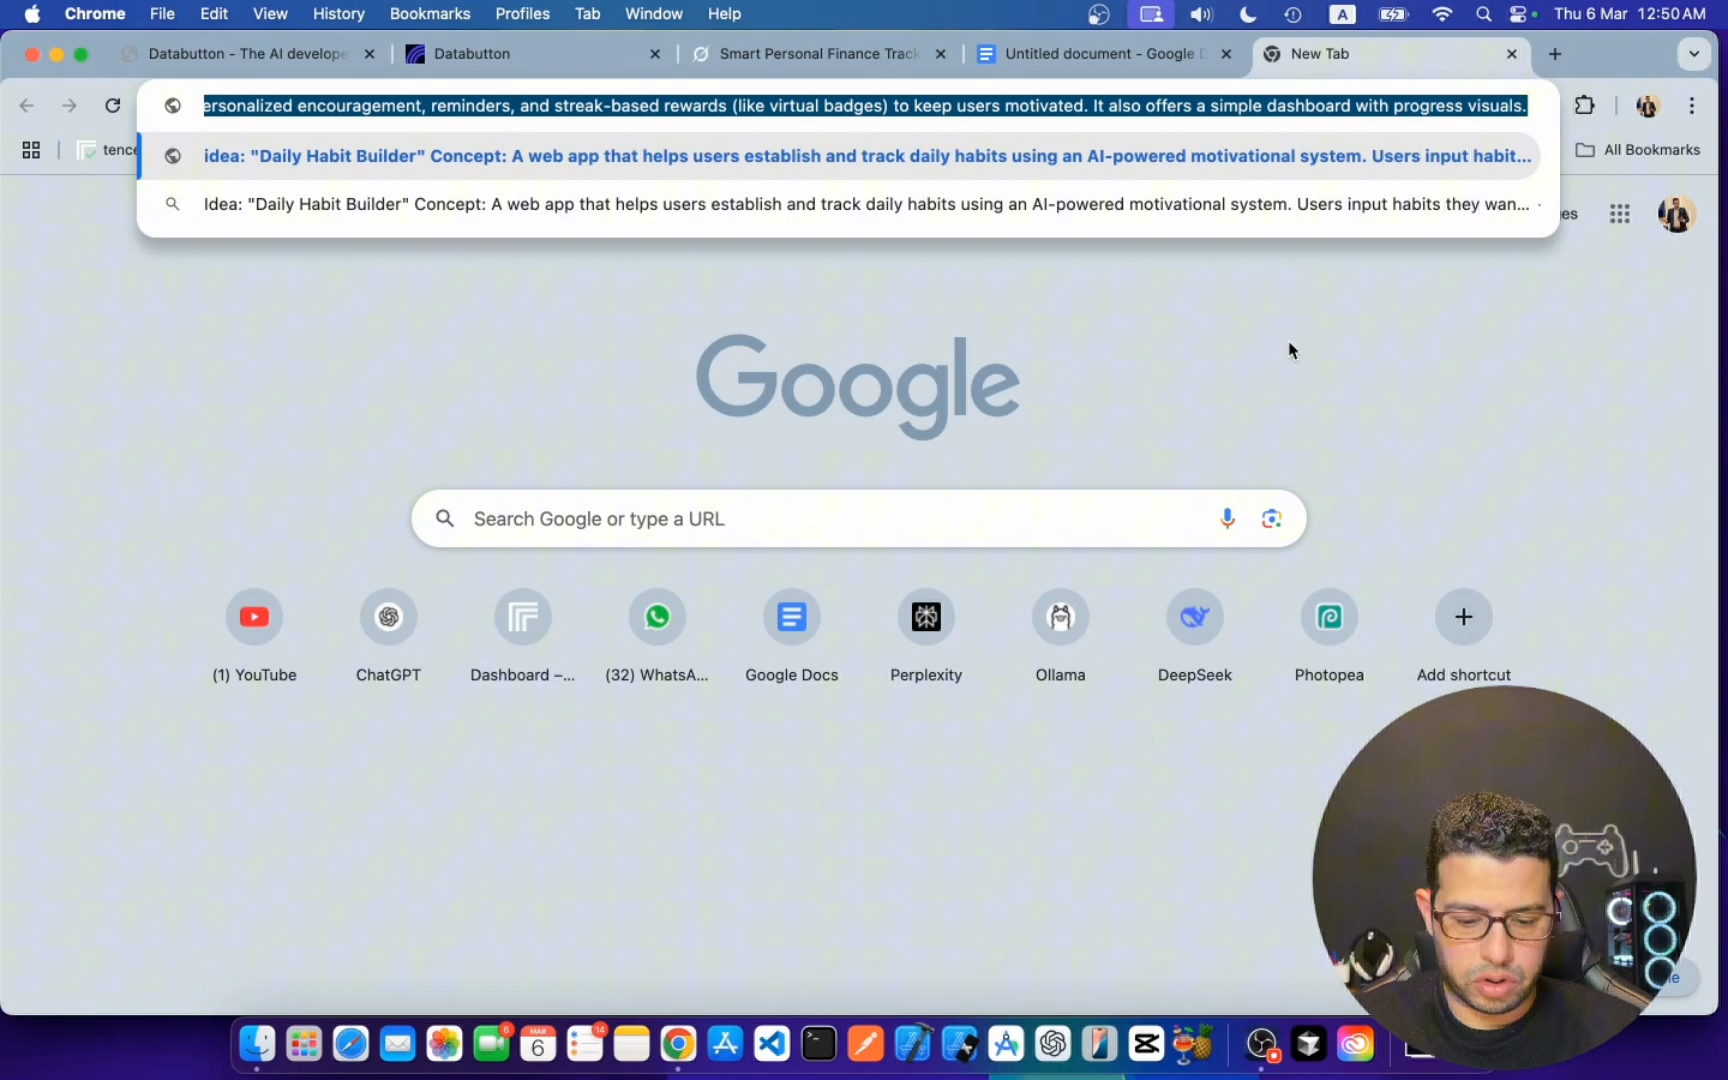 Chrome File Edit View History Bookmarks Profiles Tab Window Help A Thu 6 Mar 12:50 AM
Databutton - The AI develope Databutton Smart Personal Finance Track Untitled document - Google D New Tab
ersonalized encouragement, reminders, and streak-based rewards (like virtual badges) to keep users motivated. It also offers a simple dashboard with progress visuals.
tence All Bookmarks
idea: "Daily Habit Builder" Concept: A web app that helps users establish and track daily habits using an AI-powered motivational system. Users input habit...
Idea: "Daily Habit Builder" Concept: A web app that helps users establish and track daily habits using an AI-powered motivational system. Users input habits they wan...
es
Google
Search Google or type a URL
(1) YouTube ChatGPT Dashboard –... (32) WhatsA... Google Docs Perplexity Ollama DeepSeek Photopea Add shortcut
6 MAR 6 14